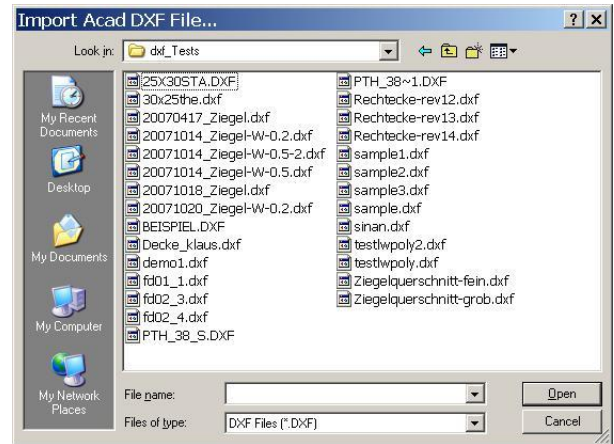 Import Acad DXF File...
Look in: dxf_Tests
My Recent Documents
Desktop
My Documents
My Computer
My Network Places
25X30STA.DXF
30x25the.dxf
20070417_Ziegel.dxf
20071014_Ziegel-W-0.2.dxf
20071014_Ziegel-W-0.5-2.dxf
20071014_Ziegel-W-0.5.dxf
20071018_Ziegel.dxf
20071020_Ziegel-W-0.2.dxf
BEISPIEL.DXF
Decke_klaus.dxf
demo1.dxf
fd01_1.dxf
fd02_3.dxf
fd02_4.dxf
PTH_38_S.DXF
PTH_38~1.DXF
Rechtecke-rev12.dxf
Rechtecke-rev13.dxf
Rechtecke-rev14.dxf
sample1.dxf
sample2.dxf
sample3.dxf
sample.dxf
sinan.dxf
testlwpoly2.dxf
testlwpoly.dxf
Ziegelquerschnitt-fein.dxf
Ziegelquerschnitt-grob.dxf
File name:
Open
Files of type: DXF Files (*.DXF)
Cancel